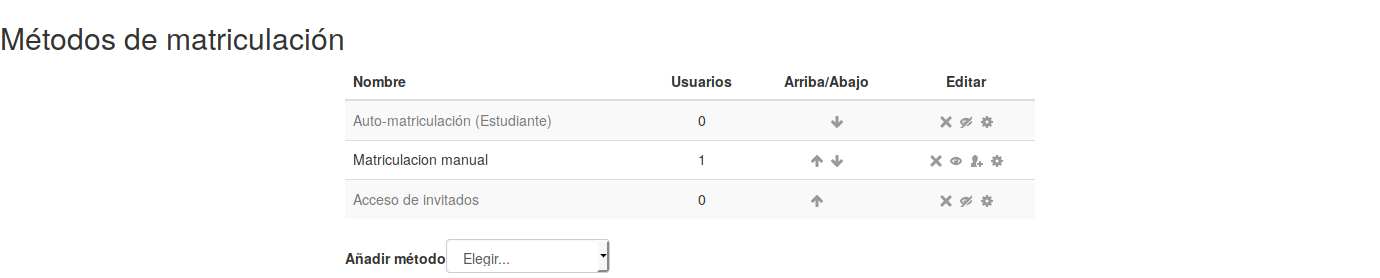 Métodos de matriculación
Nombre Usuarios Arriba/Abajo Editar
Auto-matriculación (Estudiante) 0
Matriculacion manual 1
Acceso de invitados 0
Añadir método Elegir...